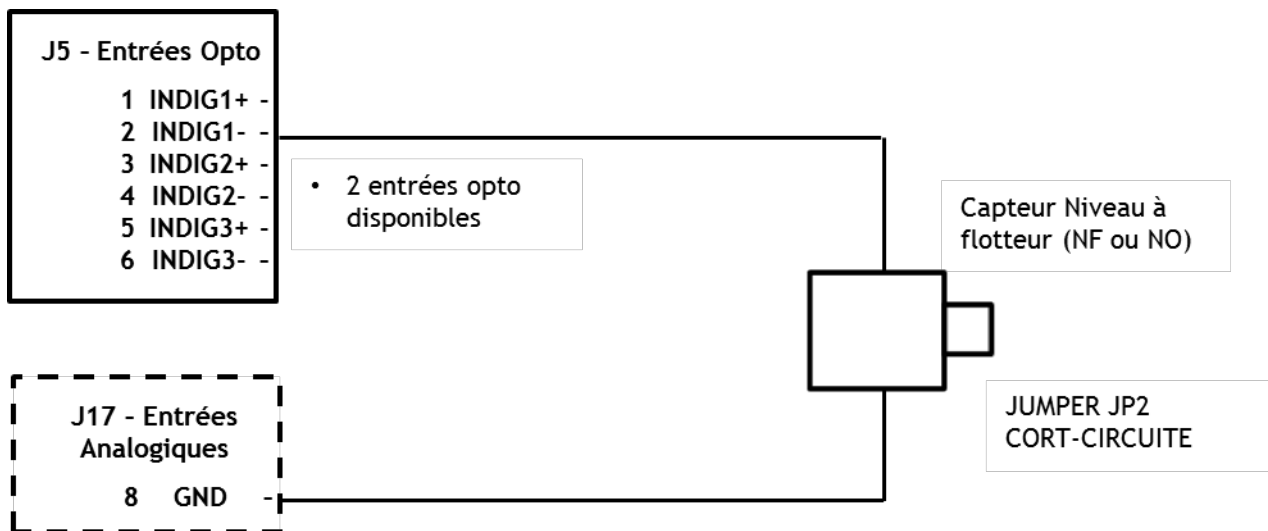 J5 - Entrées Opto
1 INDIG1+ -
2 INDIG1- -
3 INDIG2+ -
4 INDIG2- -
5 INDIG3+ -
6 INDIG3- -
• 2 entrées opto
disponibles
Capteur Niveau à
flotteur (NF ou NO)
JUMPER JP2
CORT-CIRCUITE
J17 - Entrées
Analogiques
8 GND -